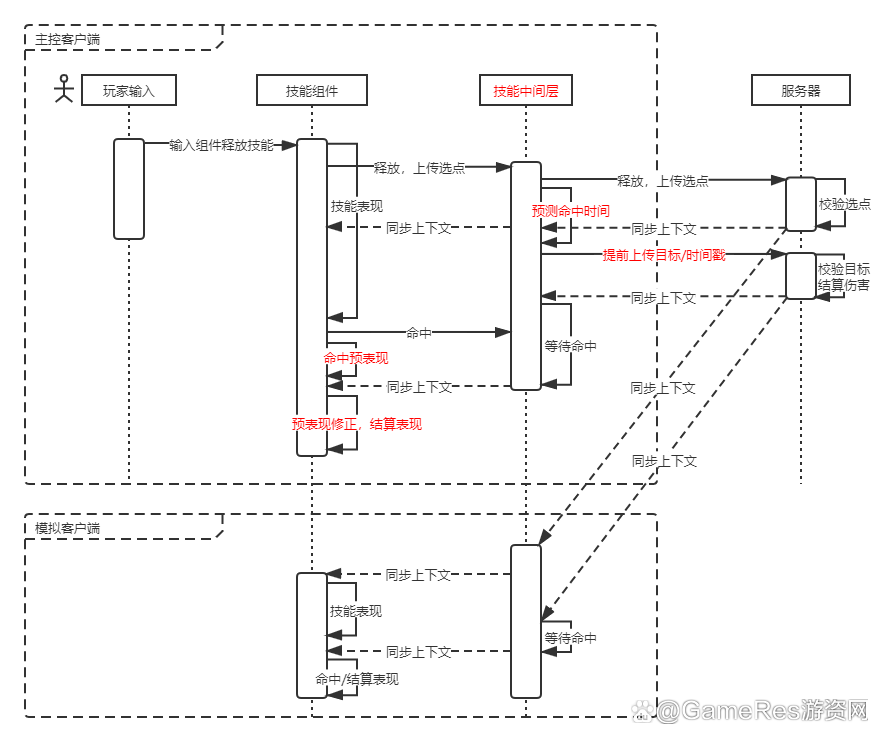 主控客户端
玩家输入
技能组件
技能中间层
服务器
输入组件释放技能
释放，上传选点
释放，上传选点
技能表现
预测命中时间
校验选点
同步上下文
同步上下文
提前上传目标/时间戳
校验目标
结算伤害
同步上下文
命中
等待命中
命中预表现
同步上下文
同步上下文
预表现修正，结算表现
同步上下文
模拟客户端
同步上下文
技能表现
等待命中
同步上下文
命中/结算表现
@GameRes游资网